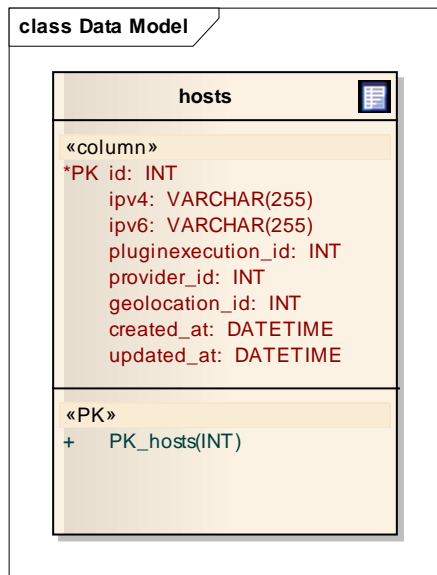 class Data Model
hosts
«column»
*PK id: INT
ipv4: VARCHAR(255)
ipv6: VARCHAR(255)
pluginexecution_id: INT
provider_id: INT
geolocation_id: INT
created_at: DATETIME
updated_at: DATETIME
«PK»
+ PK_hosts(INT)